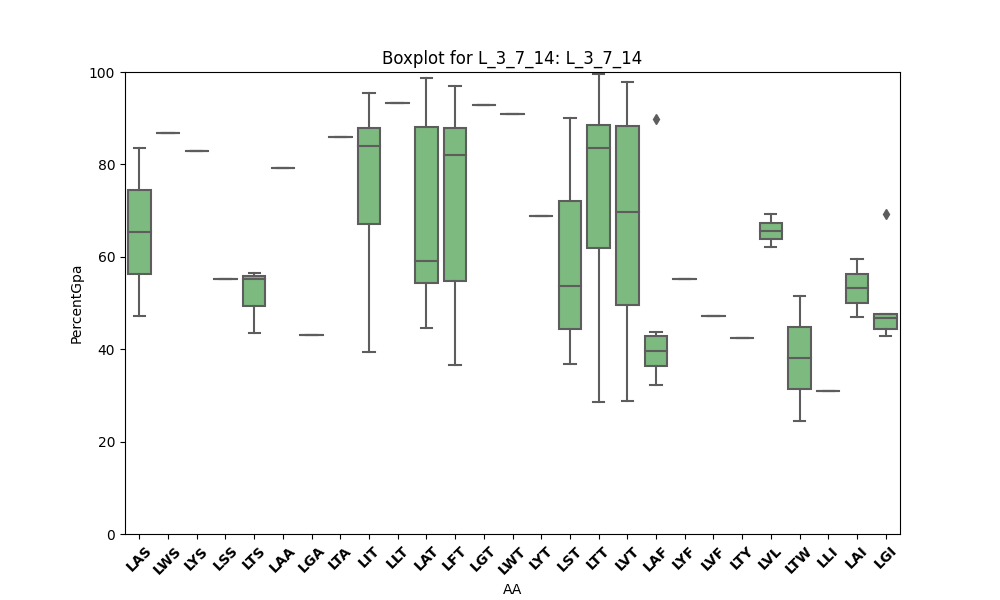 Boxplot for L_3_7_14: L_3_7_14
100
80
60
40
20
0
PercentGpa
LAS LWS LYS LSS LTS LAA LGA LTA LIT LLT LAT LFT LGT LWT LYT LST LTT LVT LAF LYF LVF LTY LVL LTW LLI LAI LGI
AA